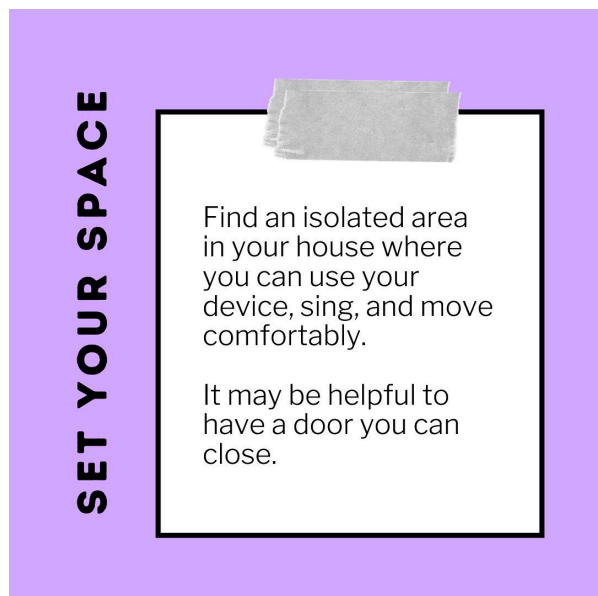 SET YOUR SPACE
Find an isolated area
in your house where
you can use your
device, sing, and move
comfortably.
It may be helpful to
have a door you can
close.